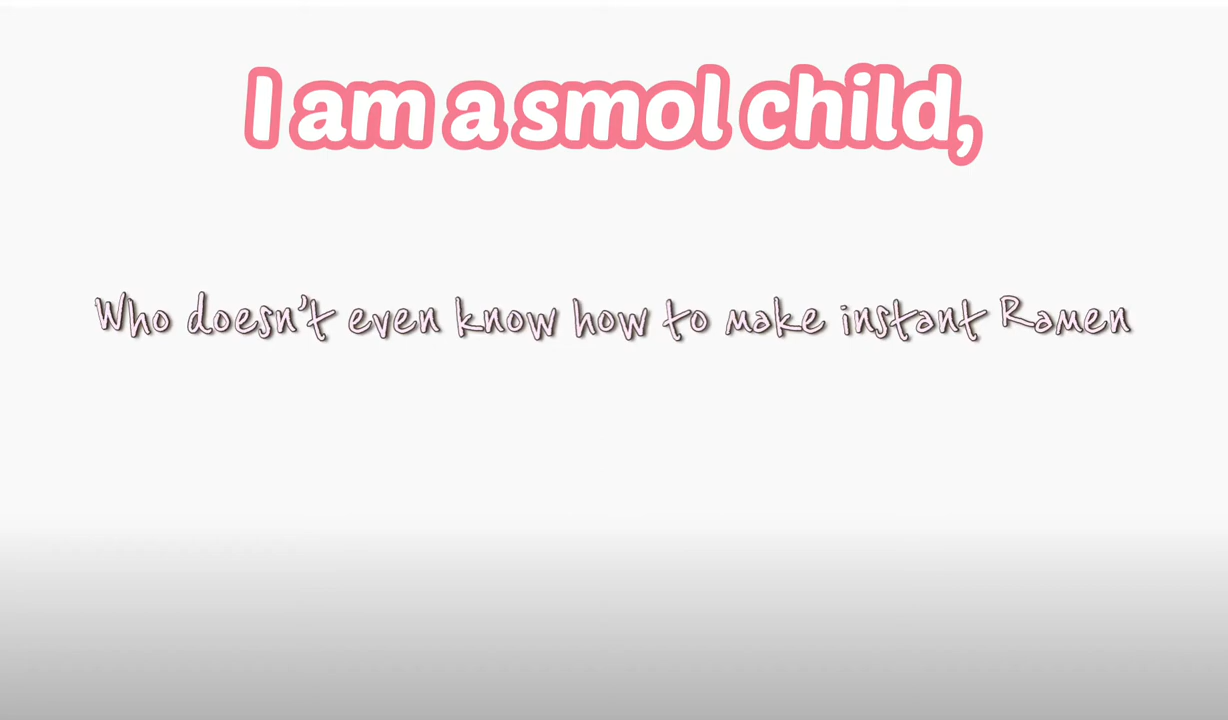 I am a smol child,
Who doesn't even know how to make instant Ramen